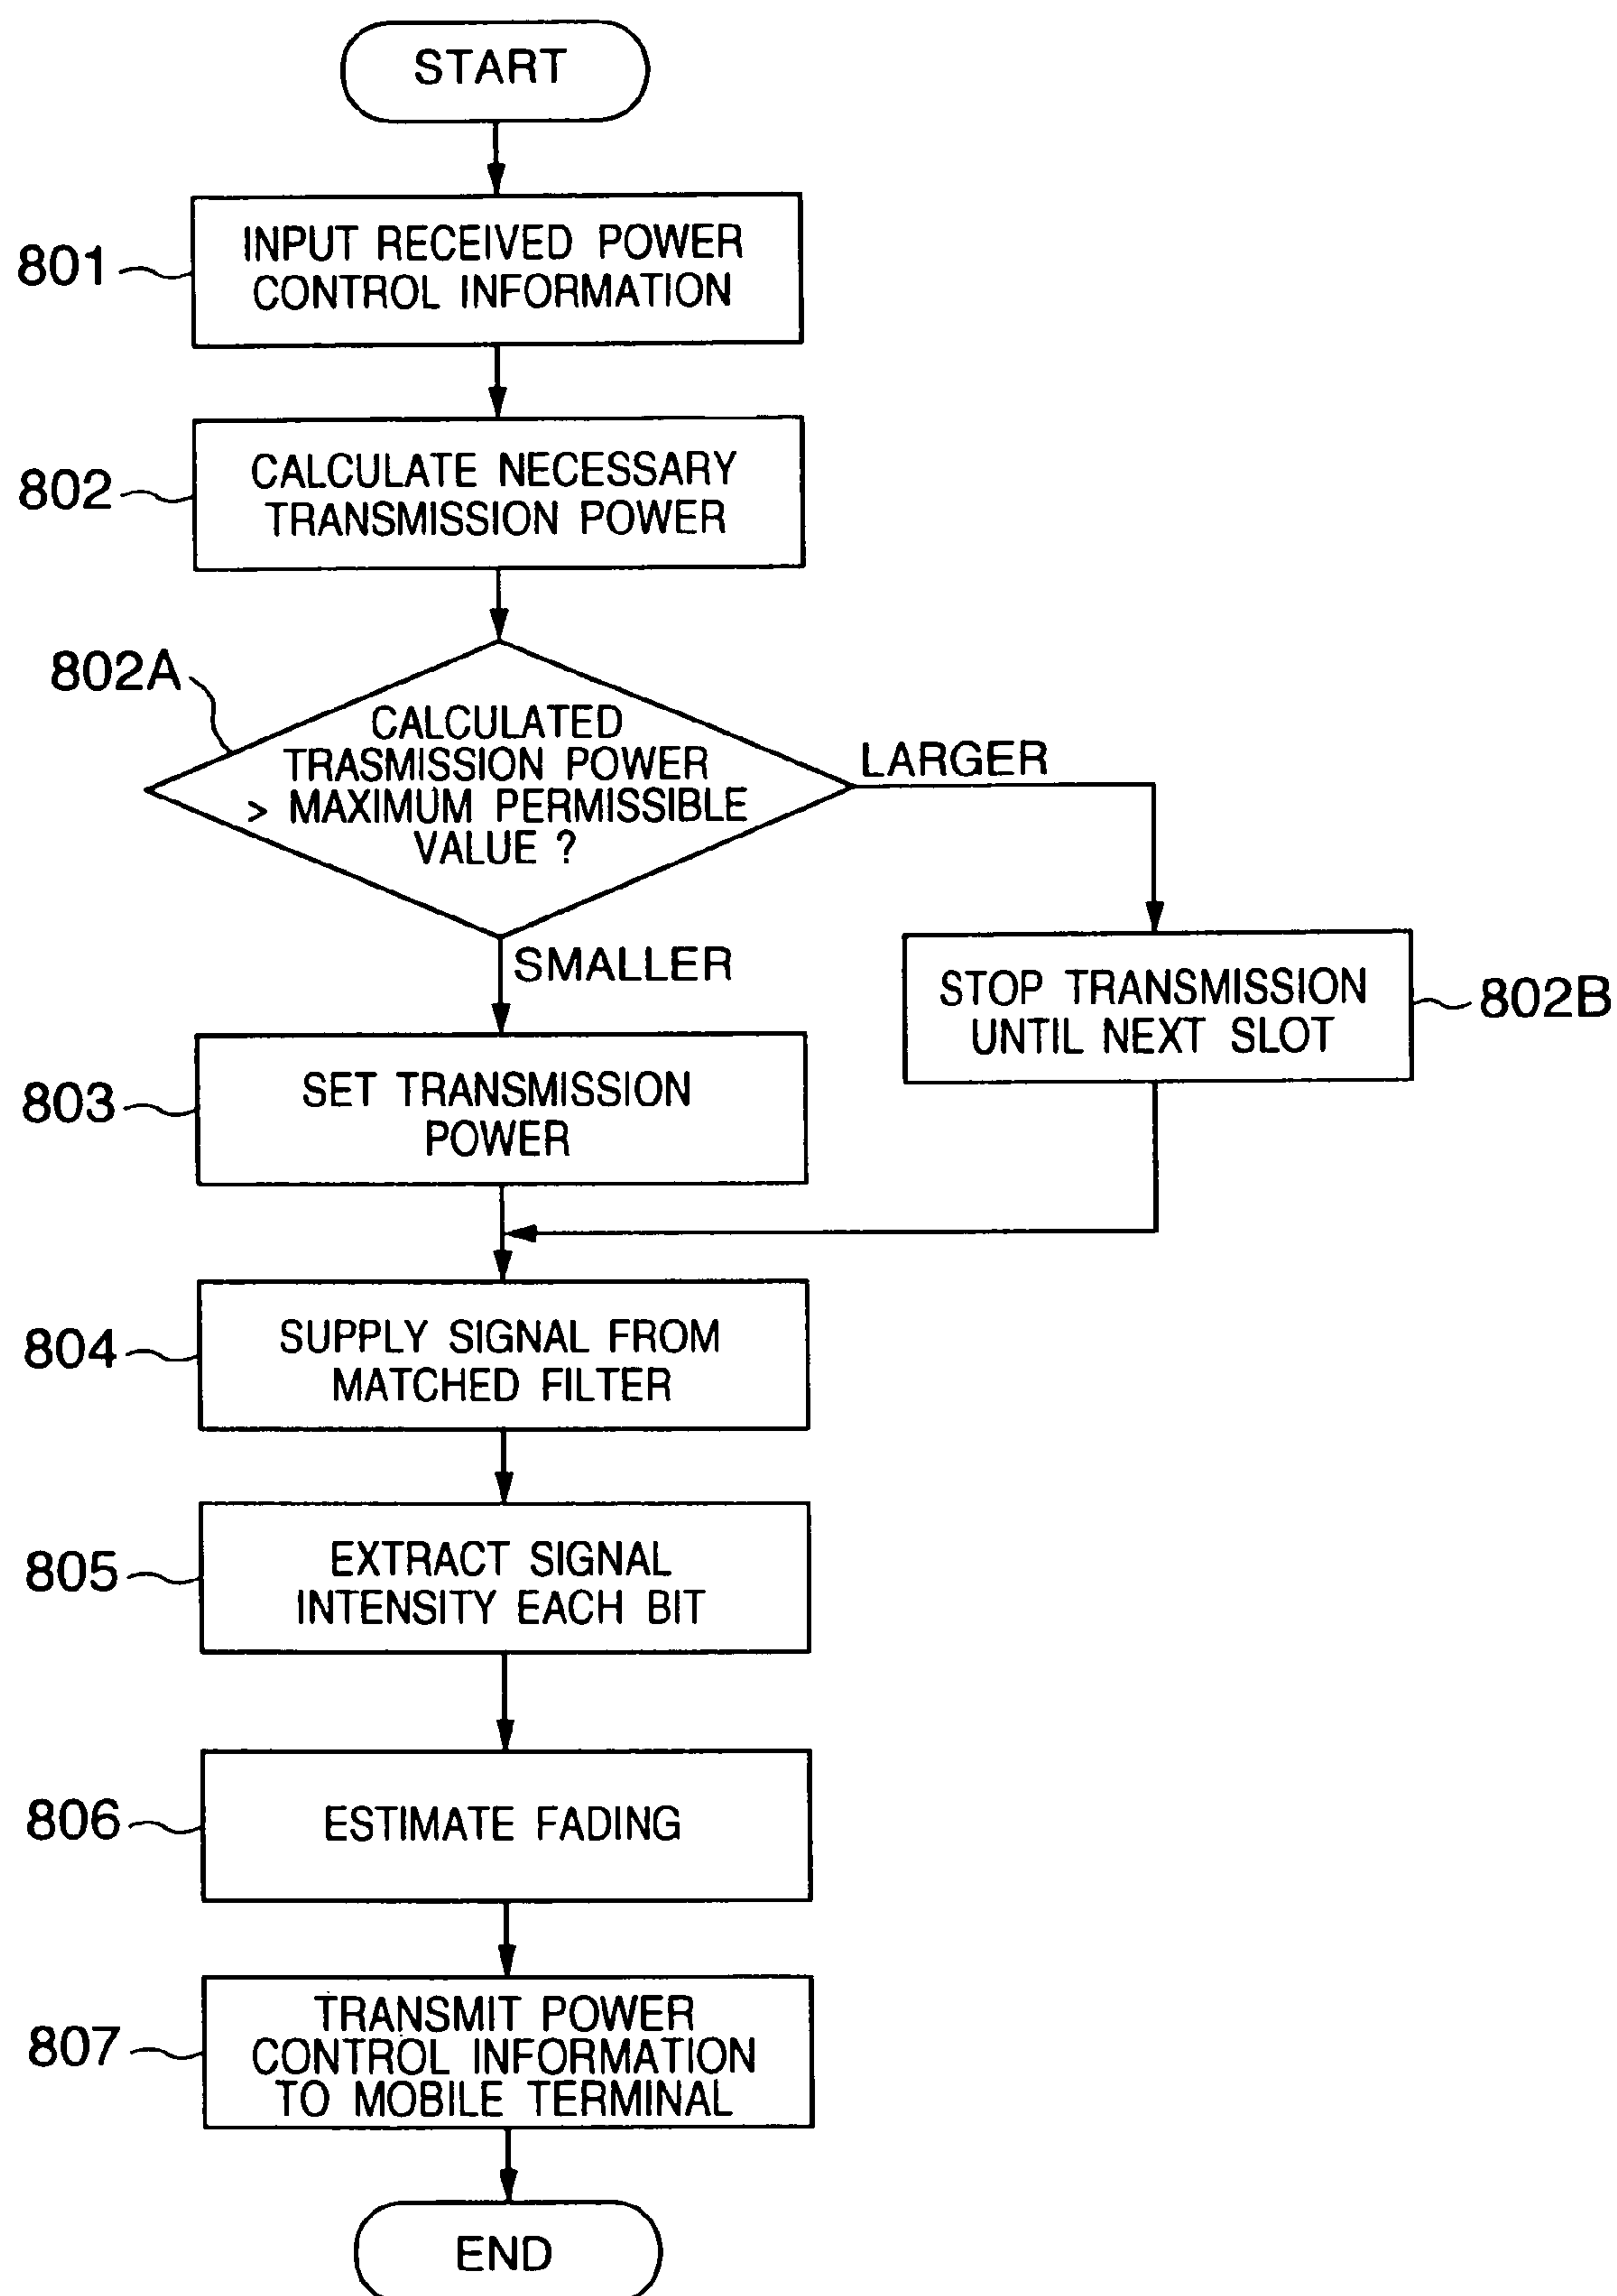 START
801
INPUT RECEIVED POWER
CONTROL INFORMATION
802
CALCULATE NECESSARY
TRANSMISSION POWER
802A
CALCULATED
TRASMISSION POWER
> MAXIMUM PERMISSIBLE
VALUE ?
LARGER
SMALLER
STOP TRANSMISSION
UNTIL NEXT SLOT
802B
803
SET TRANSMISSION
POWER
804
SUPPLY SIGNAL FROM
MATCHED FILTER
805
EXTRACT SIGNAL
INTENSITY EACH BIT
806
ESTIMATE FADING
807
TRANSMIT POWER
CONTROL INFORMATION
TO MOBILE TERMINAL
END